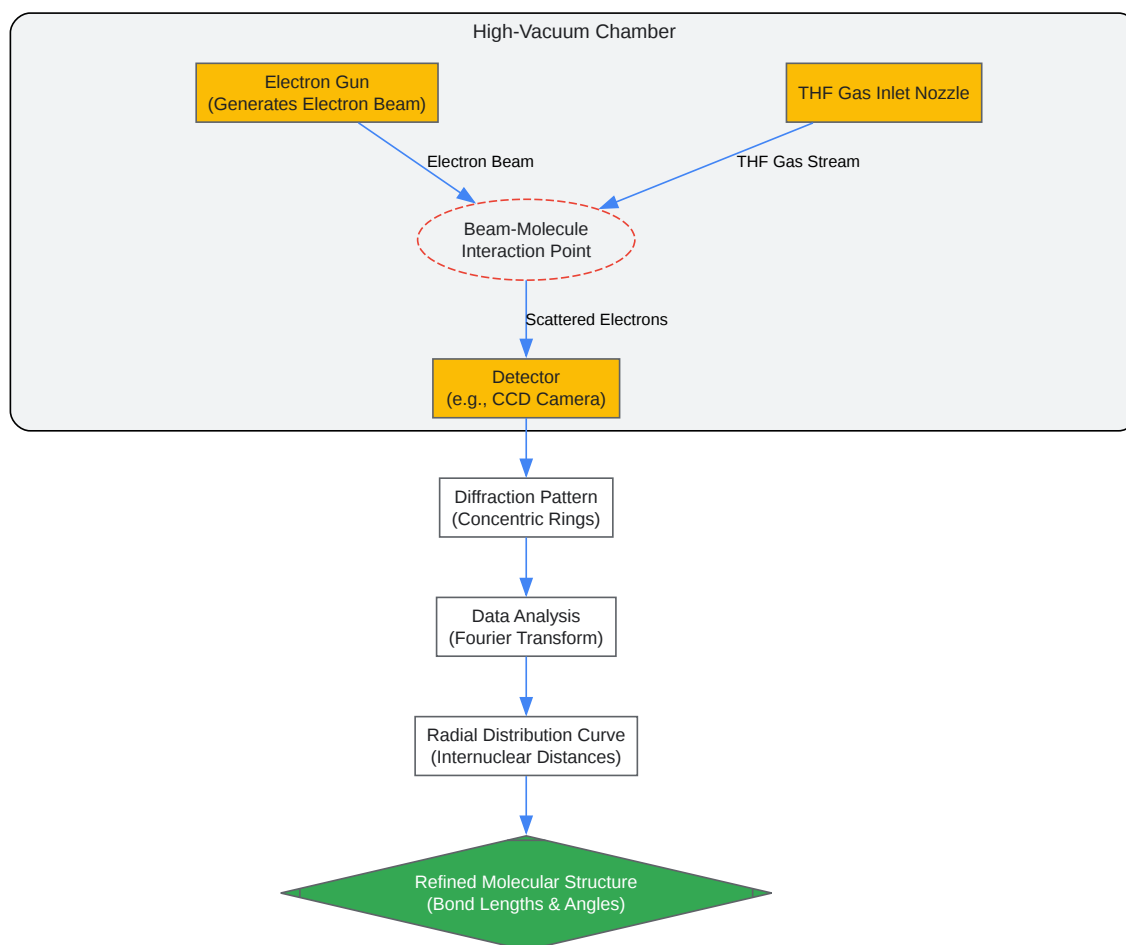 High-Vacuum Chamber
Electron Gun
(Generates Electron Beam)
THF Gas Inlet Nozzle
Electron Beam
THF Gas Stream
Beam-Molecule
Interaction Point
Scattered Electrons
Detector
(e.g., CCD Camera)
Diffraction Pattern
(Concentric Rings)
Data Analysis
(Fourier Transform)
Radial Distribution Curve
(Internuclear Distances)
Refined Molecular Structure
(Bond Lengths & Angles)